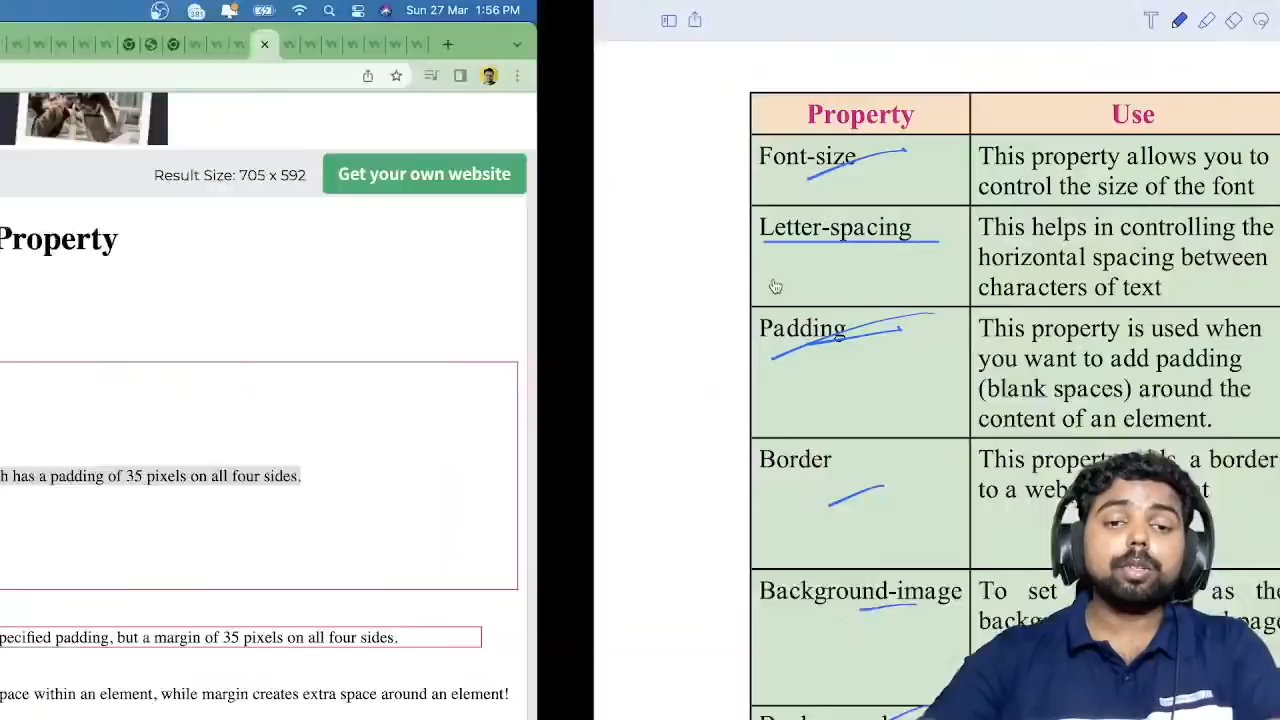 Sun 27 Mar 1:56 PM
Result Size: 705 x 592
Get your own website
Property
h has a padding of 35 pixels on all four sides.
pecified padding, but a margin of 35 pixels on all four sides.
pace within an element, while margin creates extra space around an element!
Property
Use
Font-size
This property allows you to
control the size of the font
Letter-spacing
This helps in controlling the
horizontal spacing between
characters of text
Padding
This property is used when
you want to add padding
(blank spaces) around the
content of an element.
Border
This property a border
to a web
Background-image
To set as the
backg page